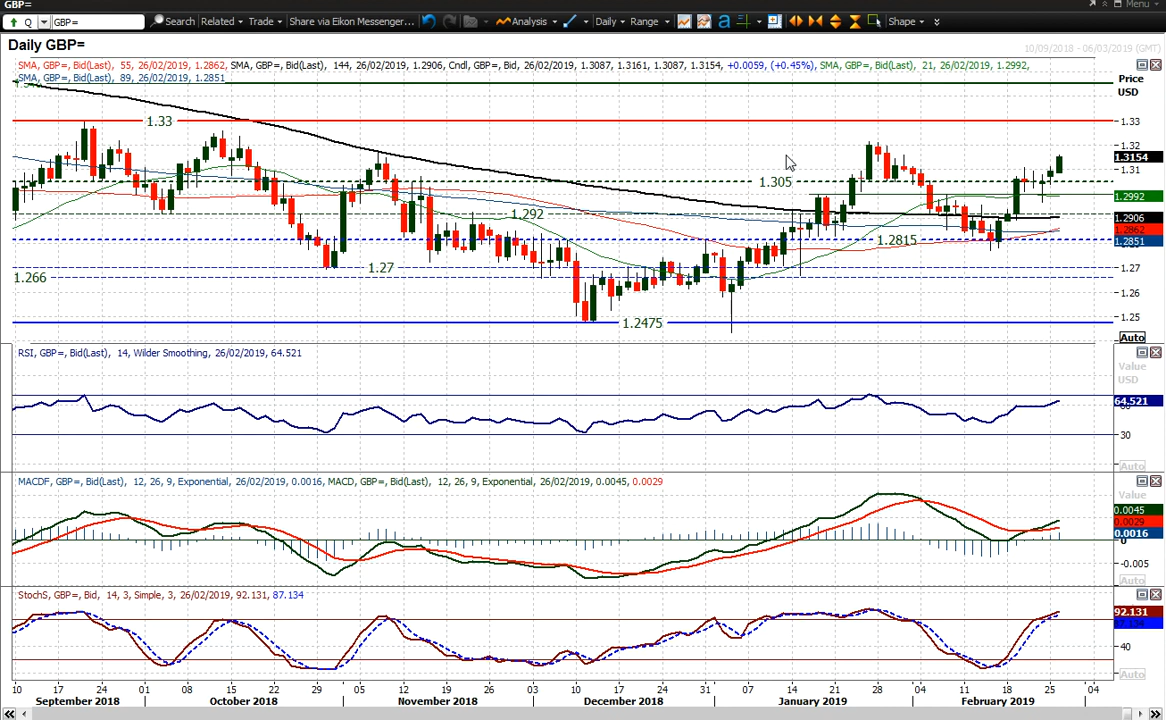 GBP=
Menu
Q GBP= Search Related Trade Share via Eikon Messenger... Analysis Daily Range Shape
Daily GBP=
10/09/2018 - 06/03/2019 (GMT)
SMA, GBP=, Bid(Last), 55, 26/02/2019, 1.2862, SMA, GBP=, Bid(Last), 144, 26/02/2019, 1.2906, Cndl, GBP=, Bid, 26/02/2019, 1.3087, 1.3161, 1.3087, 1.3154, +0.0059, (+0.45%), SMA, GBP=, Bid(Last), 21, 26/02/2019, 1.2992,
SMA, GBP=, Bid(Last), 89, 26/02/2019, 1.2851
Price
USD
1.33
1.33
1.32
1.3154
1.31
1.305
1.2992
1.292
1.2906
1.2862
1.2815
1.2851
1.27
1.27
1.266
1.26
1.2475
1.25
Auto
RSI, GBP=, Bid(Last), 14, Wilder Smoothing, 26/02/2019, 64.521
Value
USD
64.521
30
Auto
MACDF, GBP=, Bid(Last), 12, 26, 9, Exponential, 26/02/2019, 0.0016, MACD, GBP=, Bid(Last), 12, 26, 9, Exponential, 26/02/2019, 0.0045, 0.0029
Value
0.0045
0.0029
0.0016
0
-0.005
Auto
StochS, GBP=, Bid, 14, 3, Simple, 3, 26/02/2019, 92.131, 87.134
Value
92.131
87.134
40
Auto
10 17 24 01 08 15 22 29 05 12 19 26 03 10 17 24 31 07 14 21 28 04 11 18 25 04
September 2018 October 2018 November 2018 December 2018 January 2019 February 2019